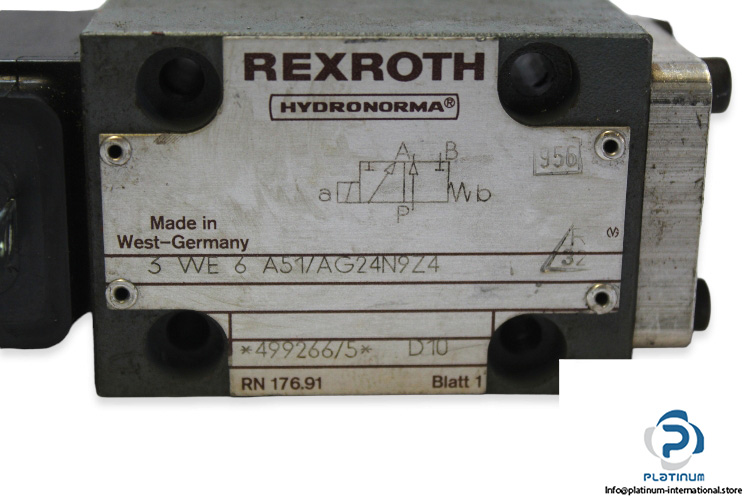 REXROTH
HYDRONORMA®
A B
956
a b
P
Made in
West-Germany
R
32
3 WE 6 A51/AG24N9Z4
*499266/5* D10
RN 176.91 Blatt 1
PLATINUM
Info@platinum-international.store